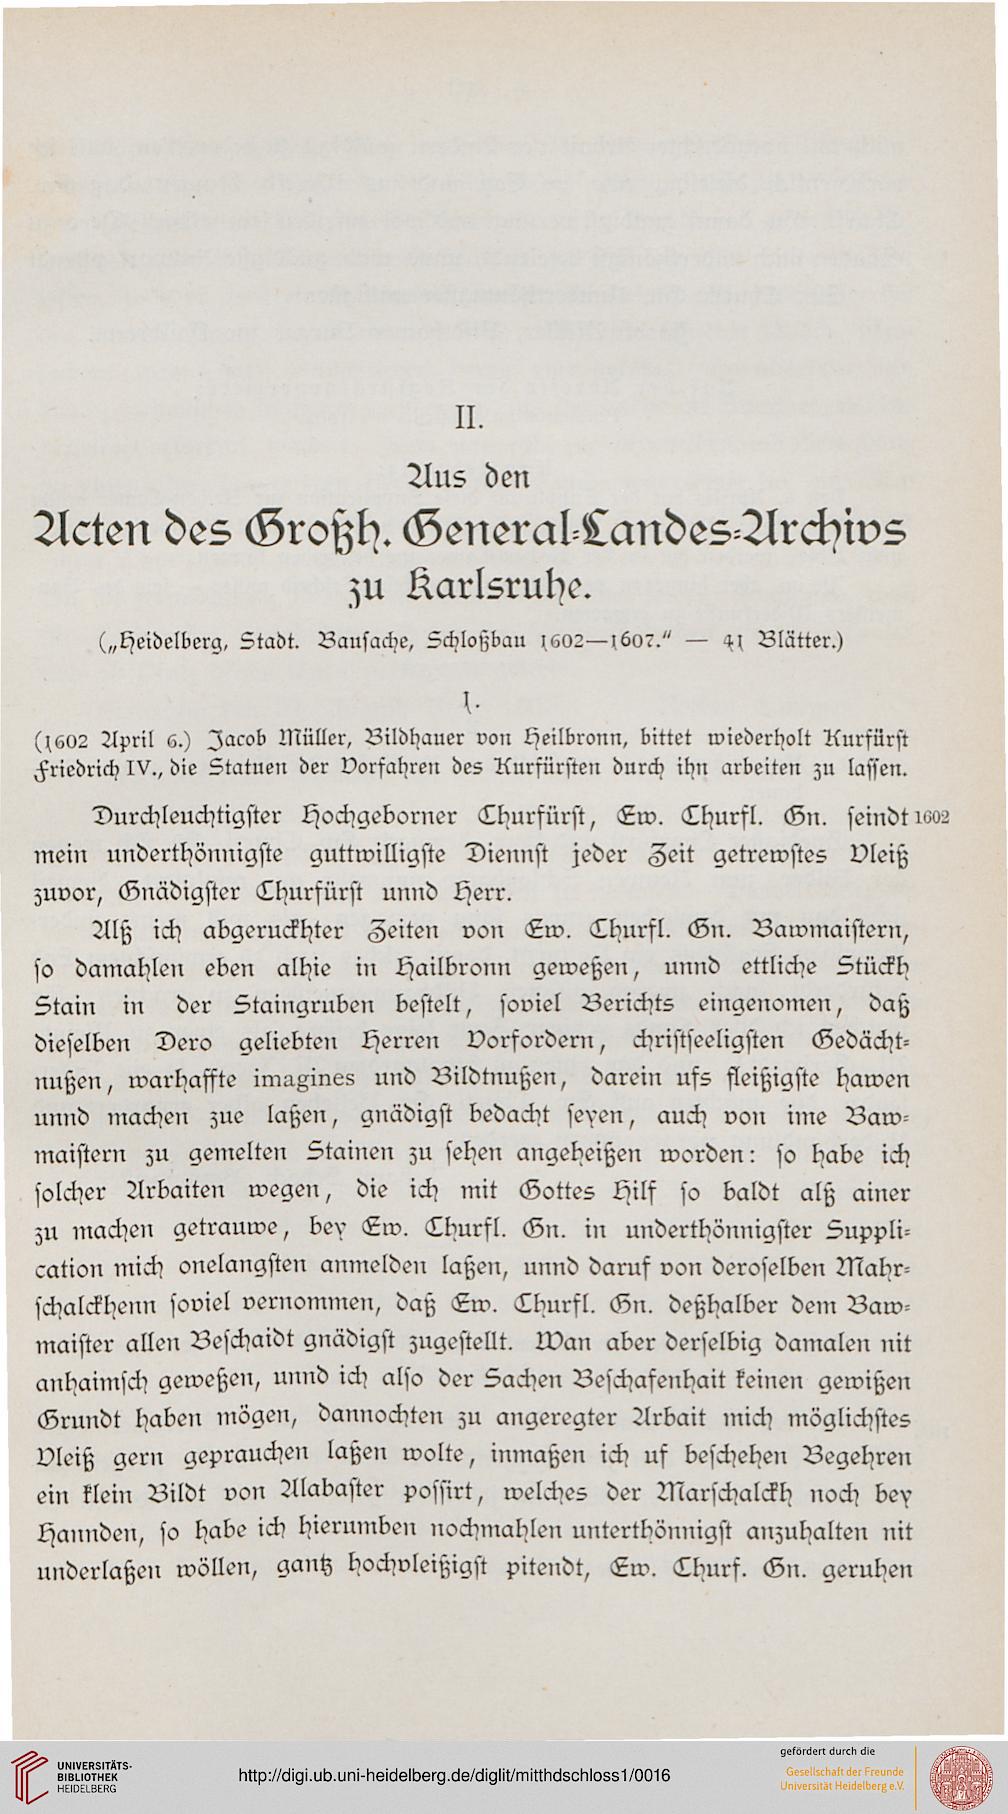 II.
Aus den
Acten des Großh. General-Landes-Archivs
zu Karlsruhe.
(„Heidelberg, Stadt. Bausache, Schloßbau 1602—1607." — 41 Blätter.)
1.
(1602 April 6.) Jacob Müller, Bildhauer von Heilbronn, bittet wiederholt Kurfürst
Friedrich IV., die Statuen der Vorfahren des Kurfürsten durch ihn arbeiten zu lassen.
Durchleuchtigster Hochgeborner Churfürst, Ew. Churfl. Gn. seindt 1602
mein underthönnigste guttwilligste Diennst jeder Zeit getrewstes Vleiß
zuvor, Gnädigster Churfürst unnd Herr.
Alß ich abgeruckhter Zeiten von Ew. Churfl. Gn. Bawmaistern,
so damahlen eben alhie in Hailbronn geweßen, unnd ettliche Stückh
Stain in der Staingruben bestelt, soviel Berichts eingenomen, daß
dieselben Dero geliebten Herren Vorfordern, christseeligsten Gedächt-
nußen, warhaffte imagines und Bildtnußen, darein ufs fleißigste hawen
unnd machen zue laßen, gnädigst bedacht seyen, auch von ime Baw-
maistern zu gemelten Stainen zu sehen angeheißen worden: so habe ich
solcher Arbaiten wegen, die ich mit Gottes Hilf so baldt alß ainer
zu machen getrauwe, bey Ew. Churfl. Gn. in underthönnigster Suppli-
cation mich onelangsten anmelden laßen, unnd daruf von deroselben Mahr-
schalckhenn soviel vernommen, daß Ew. Churfl. Gn. deßhalber dem Baw-
maister allen Beschaidt gnädigst zugestellt. Wan aber derselbig damalen nit
anhaimsch geweßen, unnd ich also der Sachen Beschafenhait keinen gewißen
Grundt haben mögen, dannochten zu angeregter Arbait mich möglichstes
Vleiß gern geprauchen laßen wolte, inmaßen ich uf beschehen Begehren
ein klein Bildt von Alabaster possirt, welches der Marschalckh noch bey
Hannden, so habe ich hierumben nochmahlen unterthönnigst anzuhalten nit
underlaßen wöllen, gantz hochvleißigst pitendt, Ew. Churf. Gn. geruhen
UNIVERSITÄTS-
BIBLIOTHEK
HEIDELBERG
http://digi.ub.uni-heidelberg.de/diglit/mitthdschloss1/0016
gefördert durch die
Gesellschaft der Freunde
Universität Heidelberg e.V.